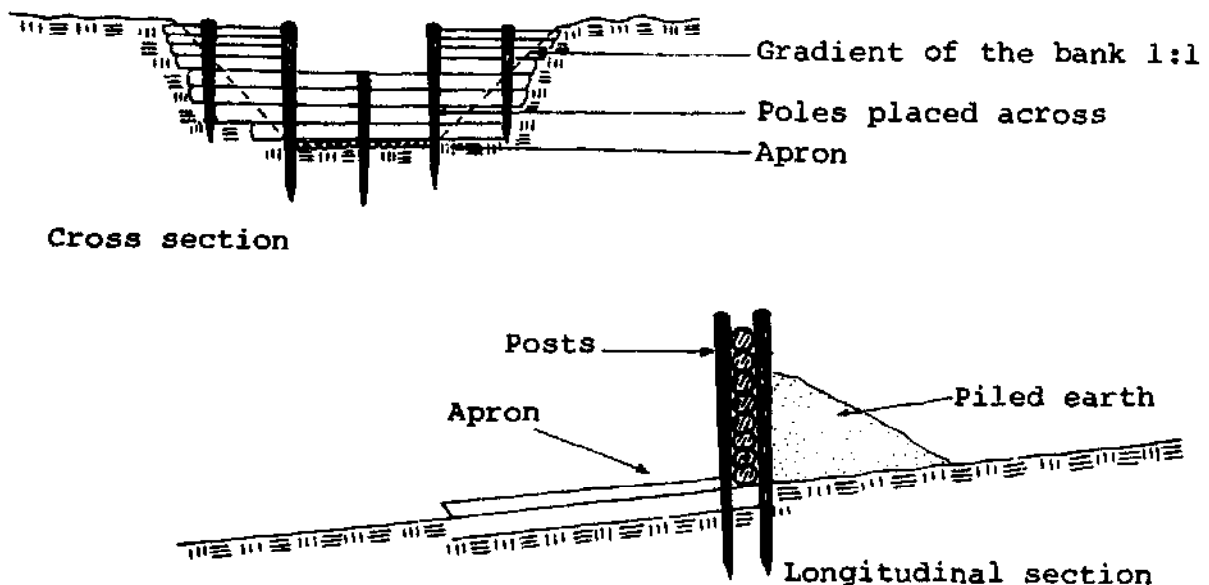 Gradient of the bank 1:1
Poles placed across
Apron
Cross section
Posts
Piled earth
Apron
Longitudinal section